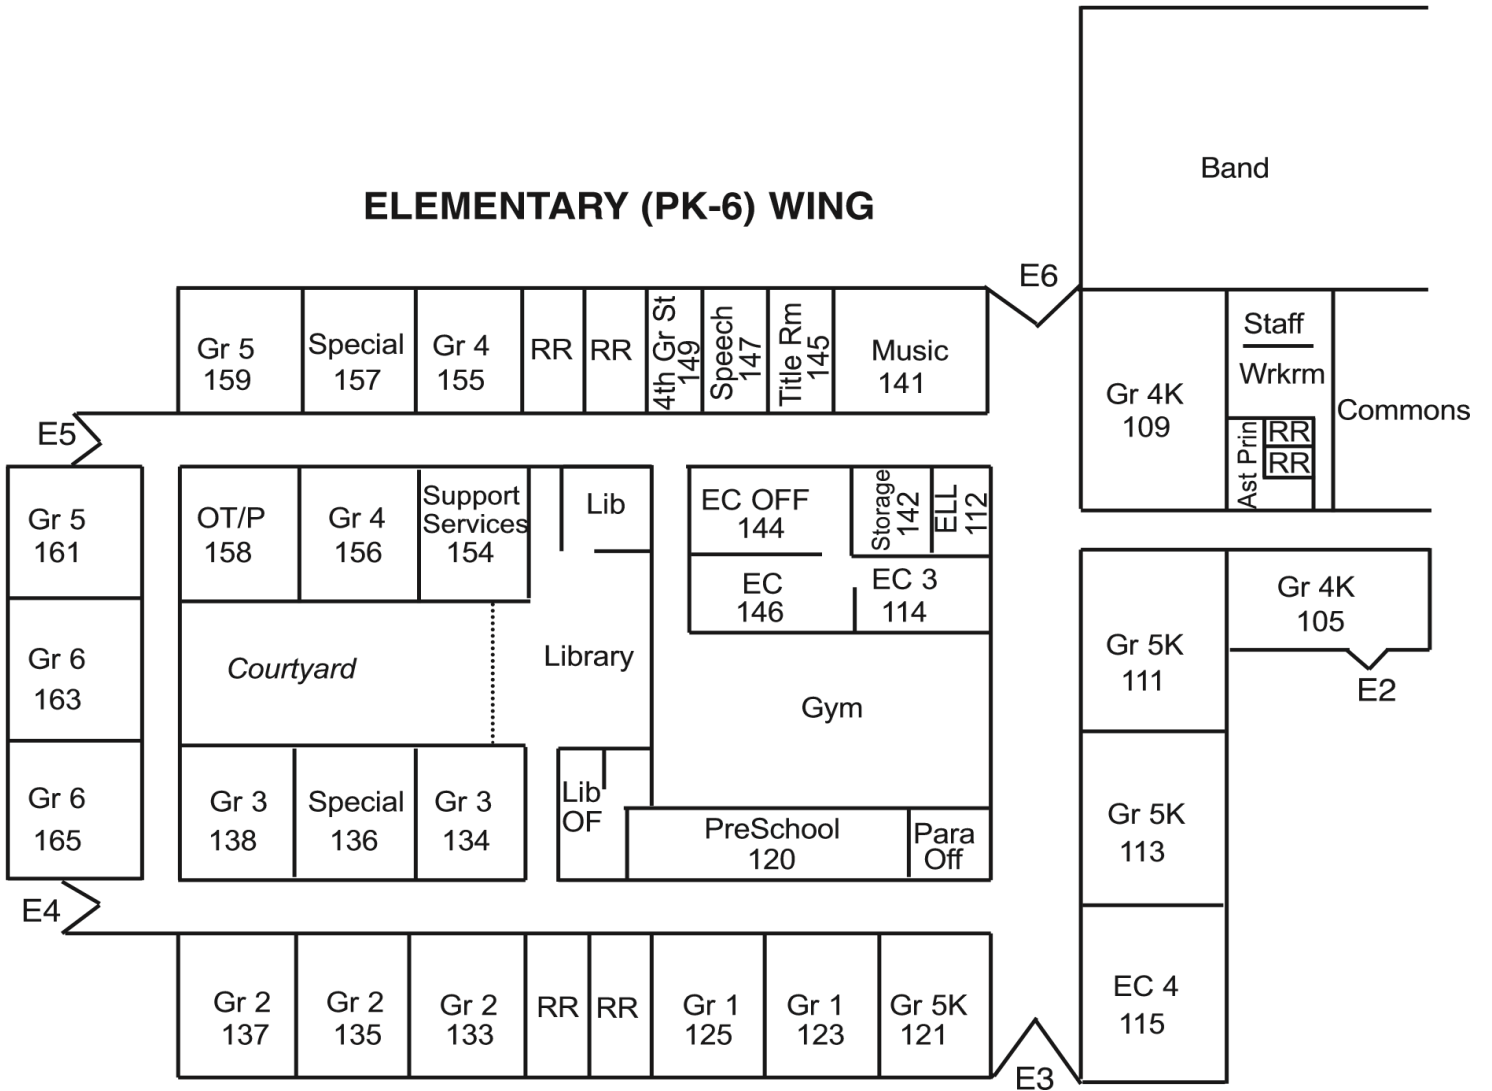 Band
ELEMENTARY (PK-6) WING
E6
Gr 5
159
Special
157
Gr 4
155
RR
RR
4th Gr St
149
Speech
147
Title Rm
145
Music
141
Gr 4K
109
Staff
Wrkrm
Commons
Ast Prin
RR
RR
E5
Gr 5
161
OT/P
158
Gr 4
156
Support
Services
154
Lib
EC OFF
144
Storage
142
ELL
112
EC
146
EC 3
114
Gr 6
163
Courtyard
Library
Gym
Gr 5K
111
Gr 4K
105
E2
Gr 6
165
Gr 3
138
Special
136
Gr 3
134
Lib
OF
PreSchool
120
Para
Off
Gr 5K
113
E4
Gr 2
137
Gr 2
135
Gr 2
133
RR
RR
Gr 1
125
Gr 1
123
Gr 5K
121
EC 4
115
E3